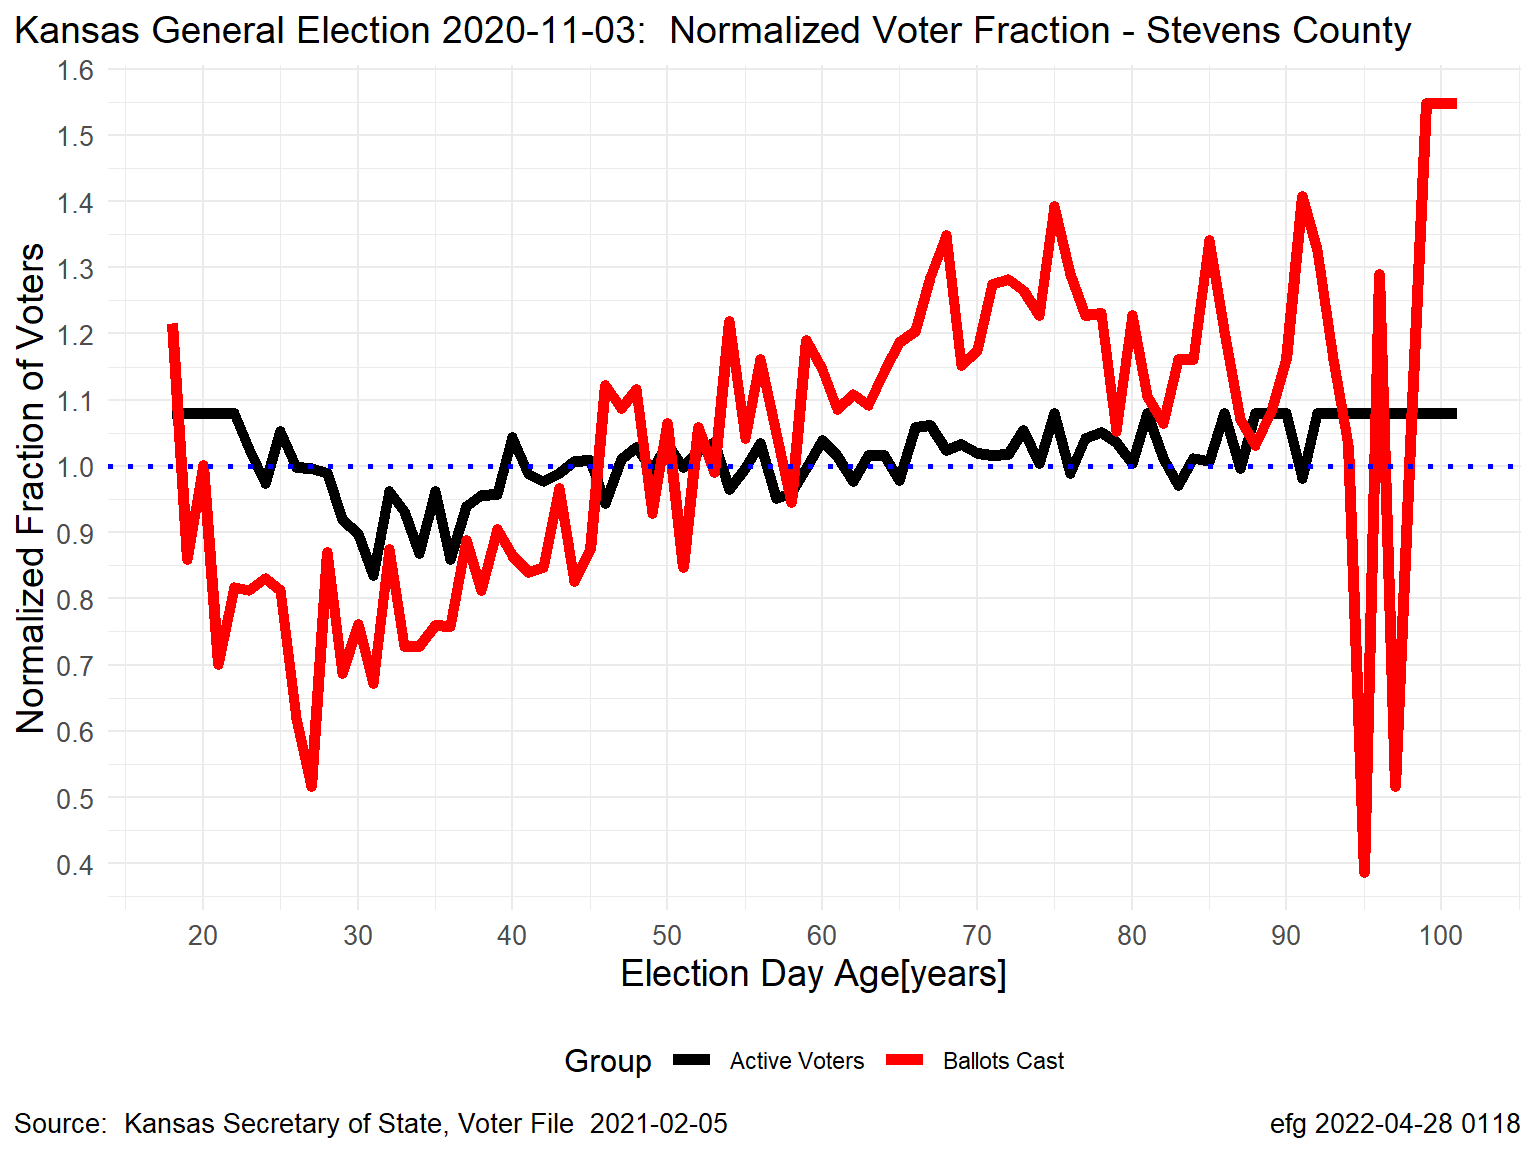 Kansas General Election 2020-11-03:  Normalized Voter Fraction - Stevens County
Normalized Fraction of Voters
1.6
1.5
1.4
1.3
1.2
1.1
1.0
0.9
0.8
0.7
0.6
0.5
0.4
20 30 40 50 60 70 80 90 100
Election Day Age[years]
Group Active Voters Ballots Cast
Source:  Kansas Secretary of State, Voter File  2021-02-05
efg 2022-04-28 0118